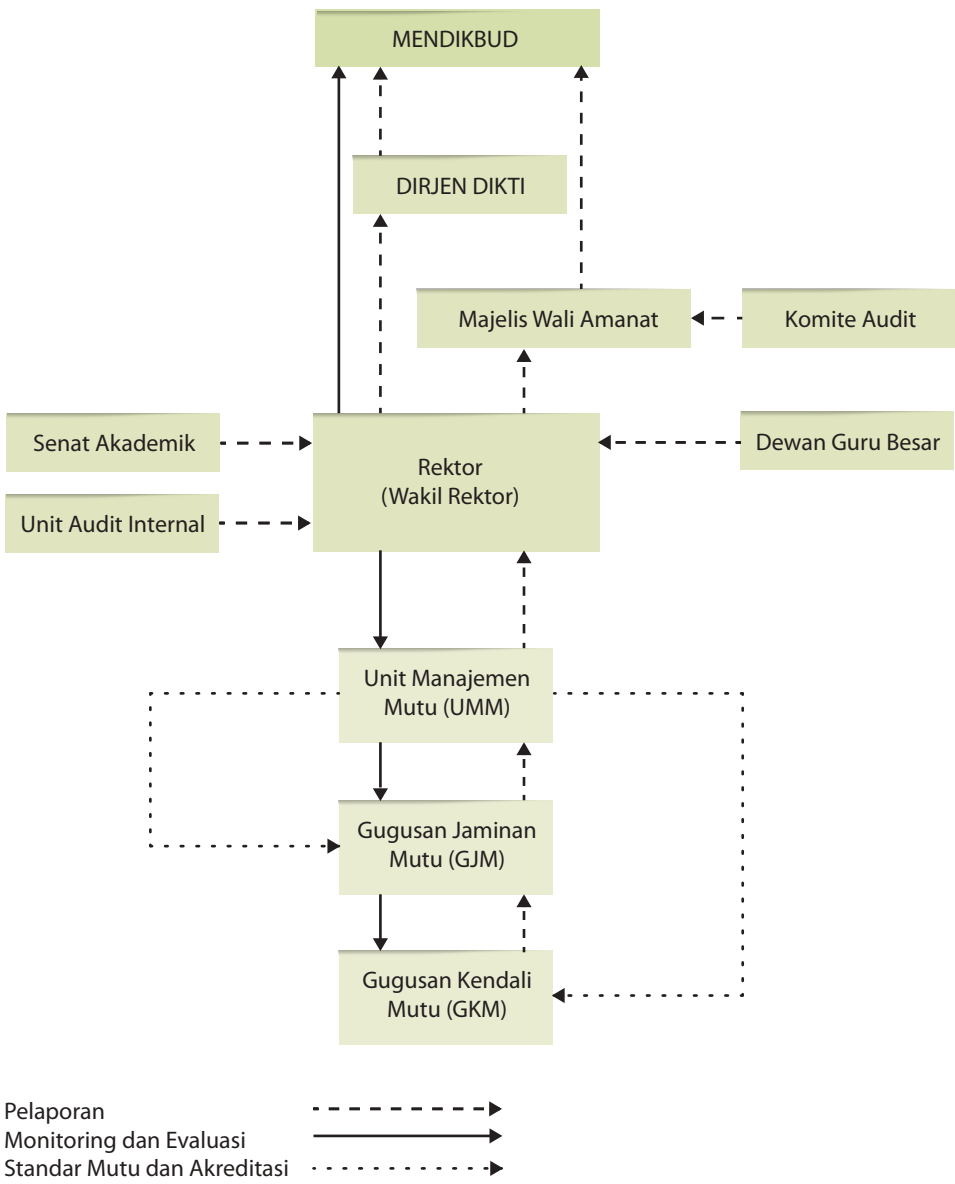 MENDIKBUD
DIRJEN DIKTI
Majelis Wali Amanat
Komite Audit
Senat Akademik
Rektor
(Wakil Rektor)
Dewan Guru Besar
Unit Audit Internal
Unit Manajemen
Mutu (UMM)
Gugusan Jaminan
Mutu (GJM)
Gugusan Kendali
Mutu (GKM)
Pelaporan
Monitoring dan Evaluasi
Standar Mutu dan Akreditasi